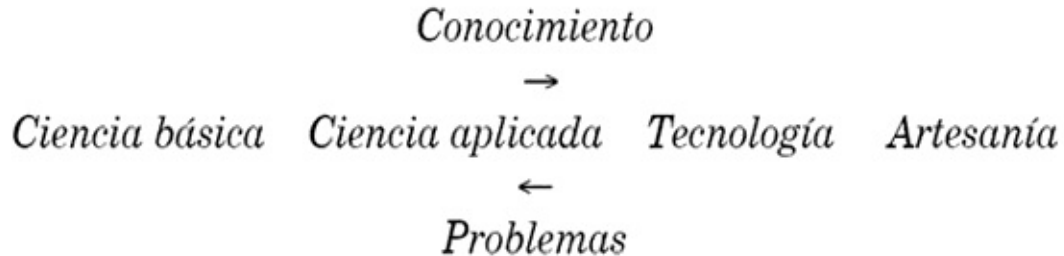 Conocimiento
→
Ciencia básica Ciencia aplicada Tecnología Artesanía
←
Problemas